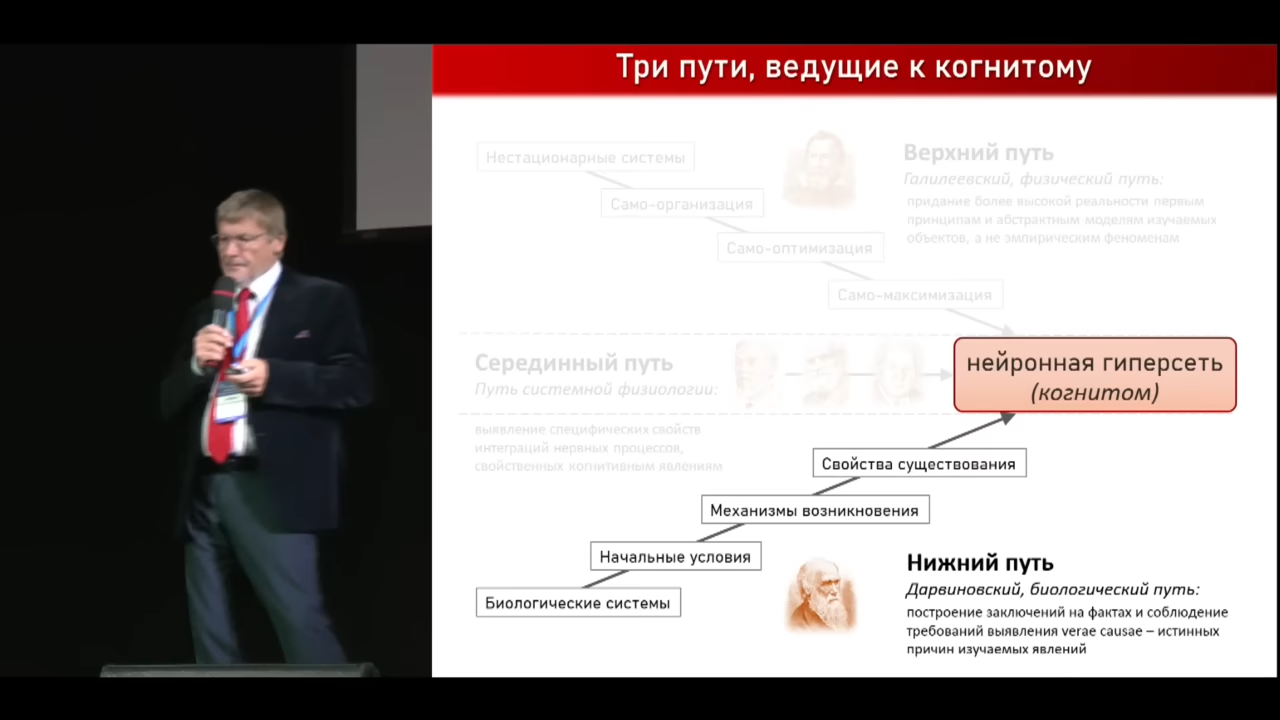 Три пути, ведущие к когнитому
Нестационарные системы
Само-организация
Само-оптимизация
Само-максимизация
Верхний путь
Галилеевский, физический путь:
придание более высокой реальности первым
принципам и абстрактным моделям изучаемых
объектов, а не эмпирическим феноменам
Серединный путь
Путь системной физиологии:
выявление специфических свойств
интеграций нервных процессов,
свойственных когнитивным явлениям
нейронная гиперсеть
(когнитом)
Свойства существования
Механизмы возникновения
Начальные условия
Биологические системы
Нижний путь
Дарвиновский, биологический путь:
построение заключений на фактах и соблюдение
требований выявления verae causae – истинных
причин изучаемых явлений